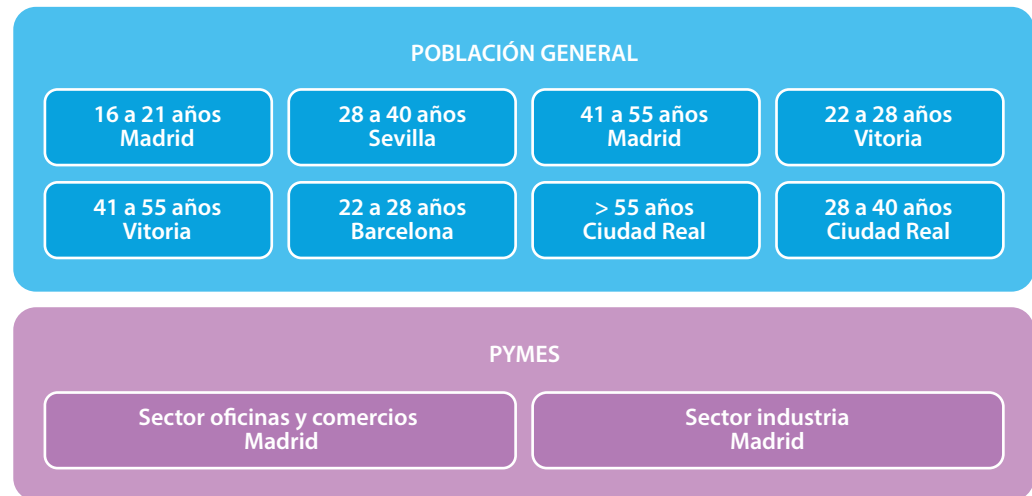 POBLACIÓN GENERAL
16 a 21 años
Madrid
28 a 40 años
Sevilla
41 a 55 años
Madrid
22 a 28 años
Vitoria
41 a 55 años
Vitoria
22 a 28 años
Barcelona
> 55 años
Ciudad Real
28 a 40 años
Ciudad Real
PYMES
Sector oficinas y comercios
Madrid
Sector industria
Madrid